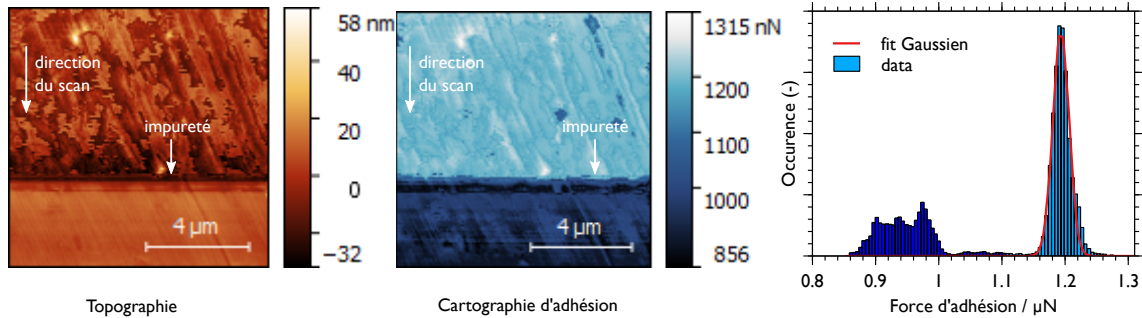 direction
du scan
impureté
4 µm
58 nm
40
20
0
−32
Topographie
direction
du scan
impureté
4 µm
1315 nN
1200
1100
1000
856
Cartographie d'adhésion
Occurence (-)
fit Gaussien
data
0.8
0.9
1
1.1
1.2
1.3
Force d'adhésion / µN